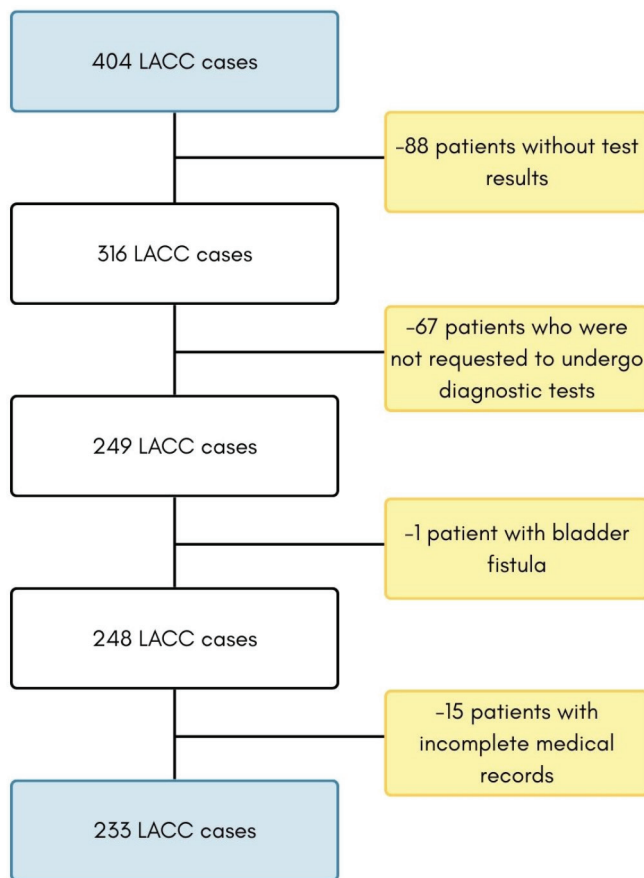 404 LACC cases
-88 patients without test
results
316 LACC cases
-67 patients who were
not requested to undergo
diagnostic tests
249 LACC cases
-1 patient with bladder
fistula
248 LACC cases
-15 patients with
incomplete medical
records
233 LACC cases